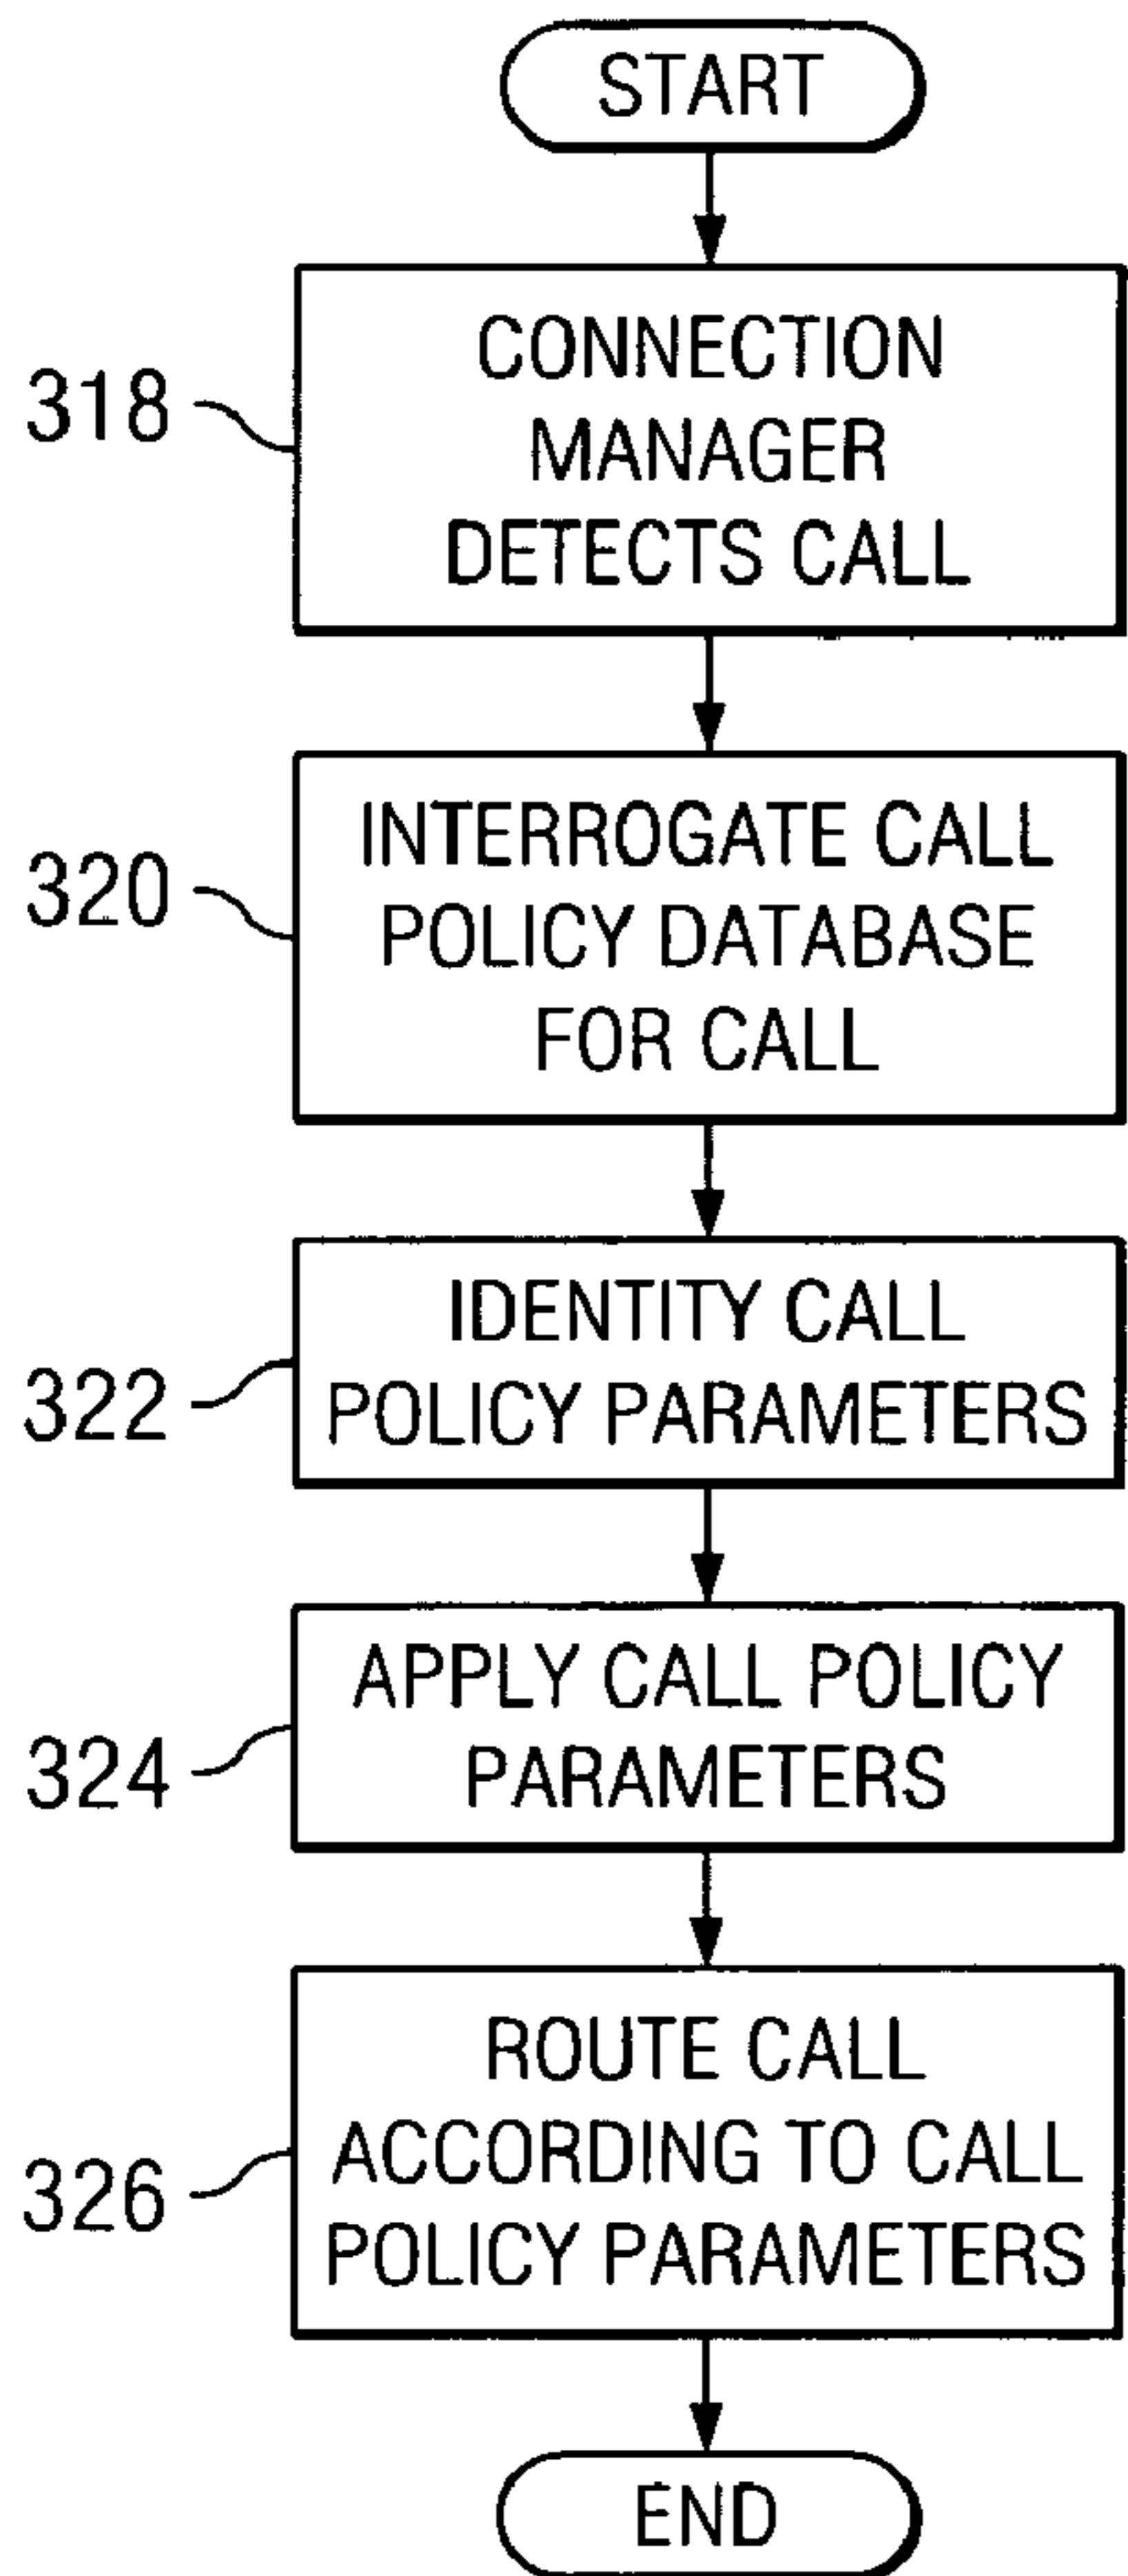 START
318
CONNECTION
MANAGER
DETECTS CALL
320
INTERROGATE CALL
POLICY DATABASE
FOR CALL
322
IDENTITY CALL
POLICY PARAMETERS
324
APPLY CALL POLICY
PARAMETERS
326
ROUTE CALL
ACCORDING TO CALL
POLICY PARAMETERS
END